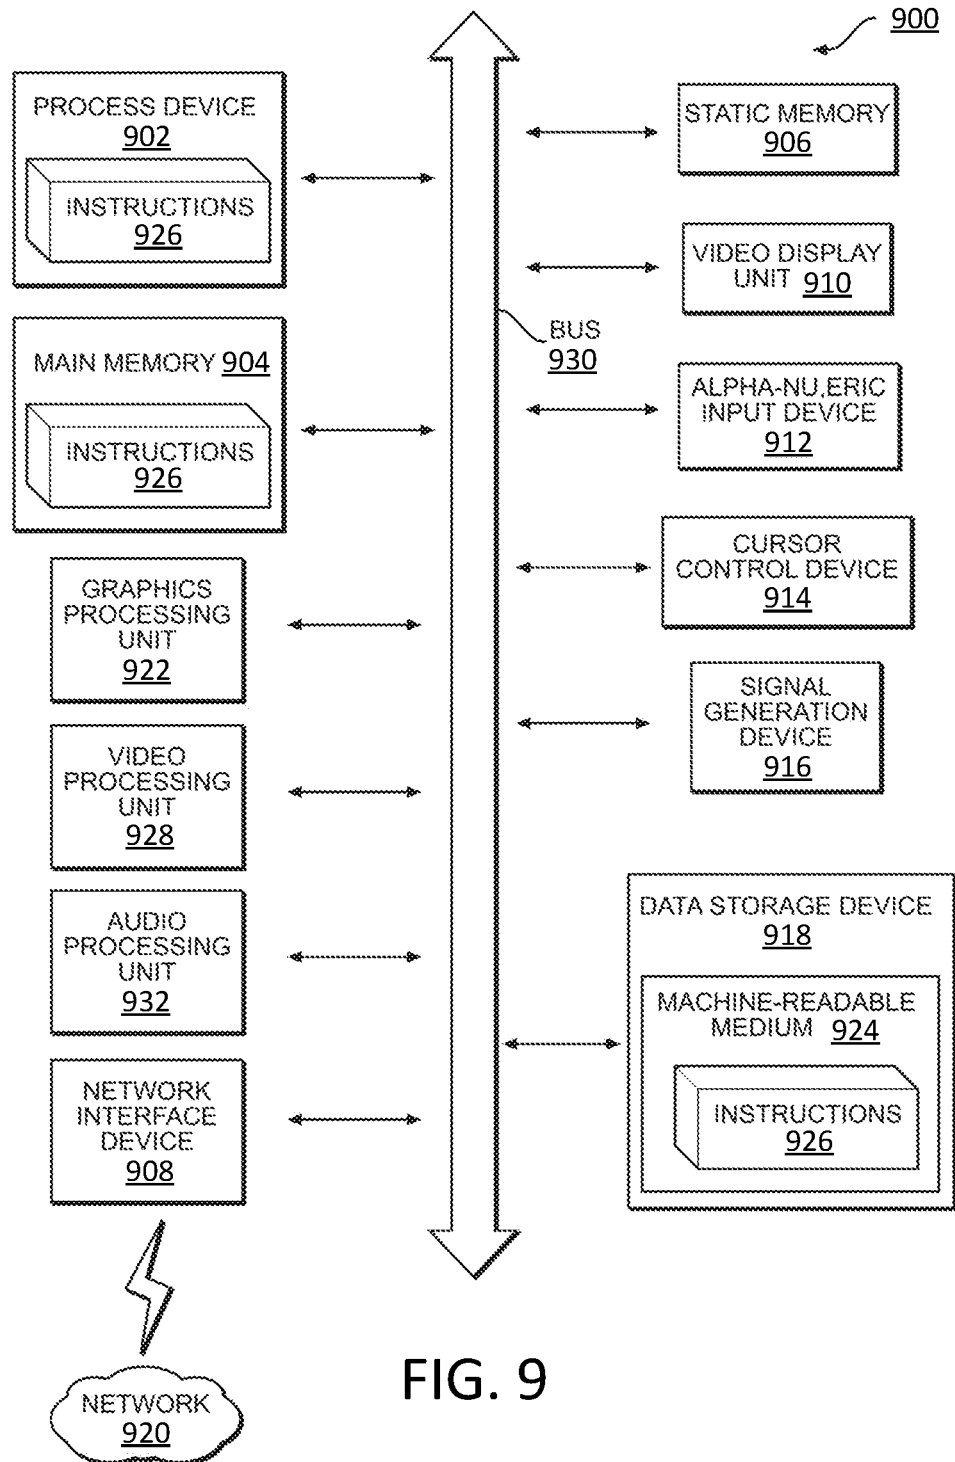 900
PROCESS DEVICE
902
INSTRUCTIONS
926
MAIN MEMORY 904
INSTRUCTIONS
926
GRAPHICS
PROCESSING
UNIT
922
VIDEO
PROCESSING
UNIT
928
AUDIO
PROCESSING
UNIT
932
NETWORK
INTERFACE
DEVICE
908
NETWORK
920
BUS
930
STATIC MEMORY
906
VIDEO DISPLAY
UNIT 910
ALPHA-NU,ERIC
INPUT DEVICE
912
CURSOR
CONTROL DEVICE
914
SIGNAL
GENERATION
DEVICE
916
DATA STORAGE DEVICE
918
MACHINE-READABLE
MEDIUM 924
INSTRUCTIONS
926
FIG. 9